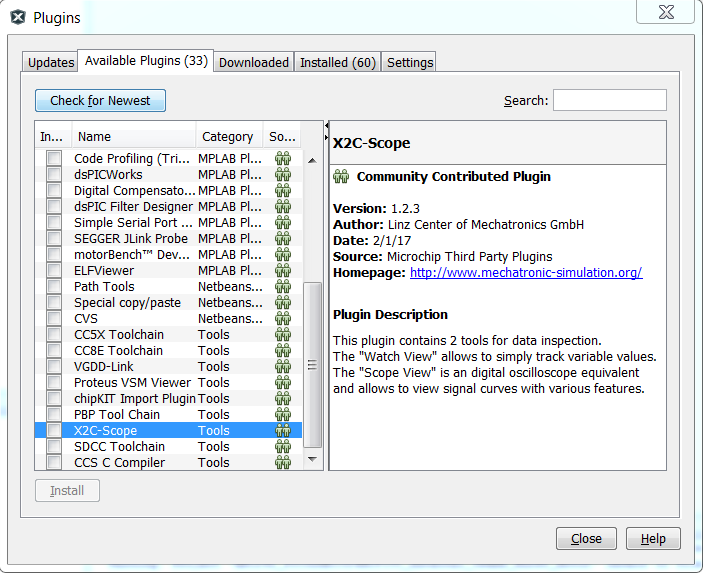 Plugins
Updates Available Plugins (33) Downloaded Installed (60) Settings
Check for Newest Search:
In... Name Category So...
Code Profiling (Tri... MPLAB Pl...
dsPICWorks MPLAB Pl...
Digital Compensato... MPLAB Pl...
dsPIC Filter Designer MPLAB Pl...
Simple Serial Port ... MPLAB Pl...
SEGGER JLink Probe MPLAB Pl...
motorBench™ Dev... MPLAB Pl...
ELFViewer MPLAB Pl...
Path Tools Netbeans...
Special copy/paste Netbeans...
CVS Netbeans...
CC5X Toolchain Tools
CC8E Toolchain Tools
VGDD-Link Tools
Proteus VSM Viewer Tools
chipKIT Import Plugin Tools
PBP Tool Chain Tools
X2C-Scope Tools
SDCC Toolchain Tools
CCS C Compiler Tools
X2C-Scope
Community Contributed Plugin
Version: 1.2.3
Author: Linz Center of Mechatronics GmbH
Date: 2/1/17
Source: Microchip Third Party Plugins
Homepage: http://www.mechatronic-simulation.org/
Plugin Description
This plugin contains 2 tools for data inspection.
The "Watch View" allows to simply track variable values.
The "Scope View" is an digital oscilloscope equivalent
and allows to view signal curves with various features.
Install
Close Help